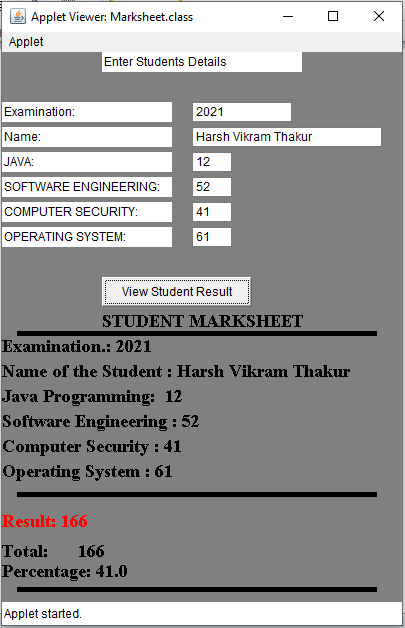 Applet Viewer: Marksheet.class
Applet
Enter Students Details
Examination: 2021
Name: Harsh Vikram Thakur
JAVA: 12
SOFTWARE ENGINEERING: 52
COMPUTER SECURITY: 41
OPERATING SYSTEM: 61
View Student Result
STUDENT MARKSHEET
Examination.: 2021
Name of the Student : Harsh Vikram Thakur
Java Programming: 12
Software Engineering : 52
Computer Security : 41
Operating System : 61
Result: 166
Total: 166
Percentage: 41.0
Applet started.